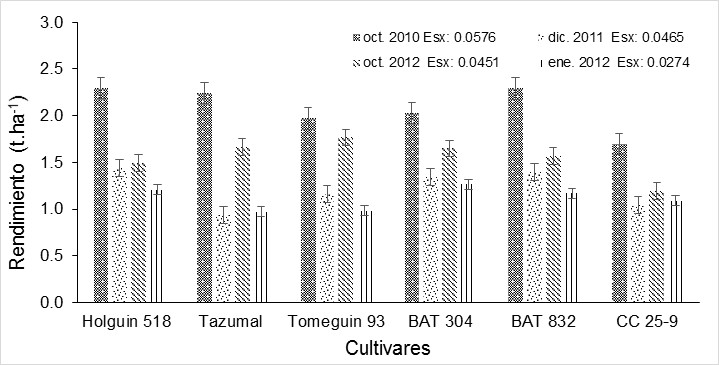 oct. 2010 Esx: 0.0576
dic. 2011 Esx: 0.0465
oct. 2012 Esx: 0.0451
ene. 2012 Esx: 0.0274
Rendimiento (t.ha-1)
3.0
2.5
2.0
1.5
1.0
0.5
0.0
Holguin 518 Tazumal Tomeguin 93 BAT 304 BAT 832 CC 25-9
Cultivares